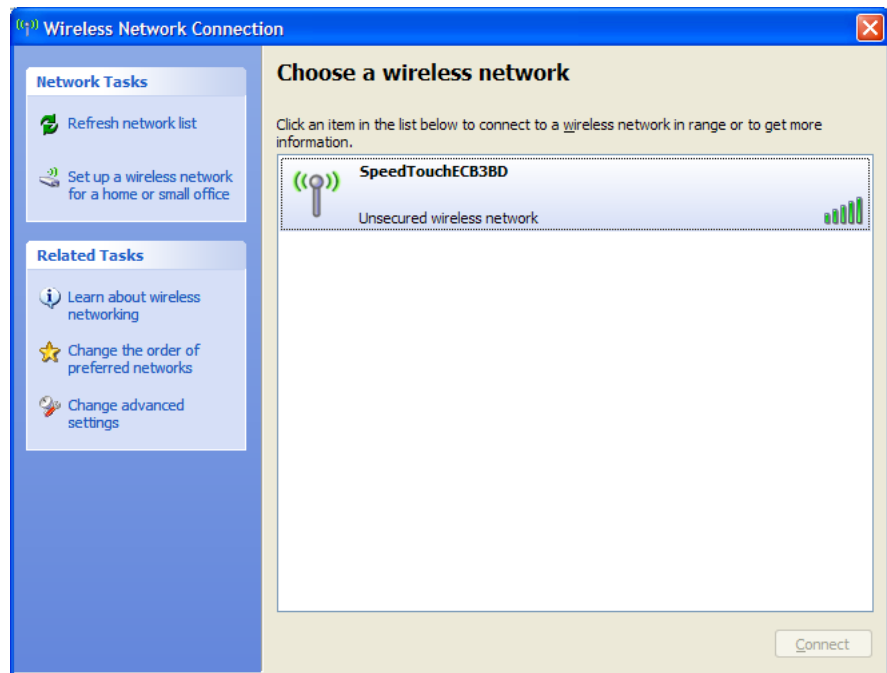 Wireless Network Connection
Network Tasks
Refresh network list
Set up a wireless network
for a home or small office
Related Tasks
Learn about wireless
networking
Change the order of
preferred networks
Change advanced
settings
Choose a wireless network
Click an item in the list below to connect to a wireless network in range or to get more
information.
SpeedTouchECB3BD
Unsecured wireless network
Connect